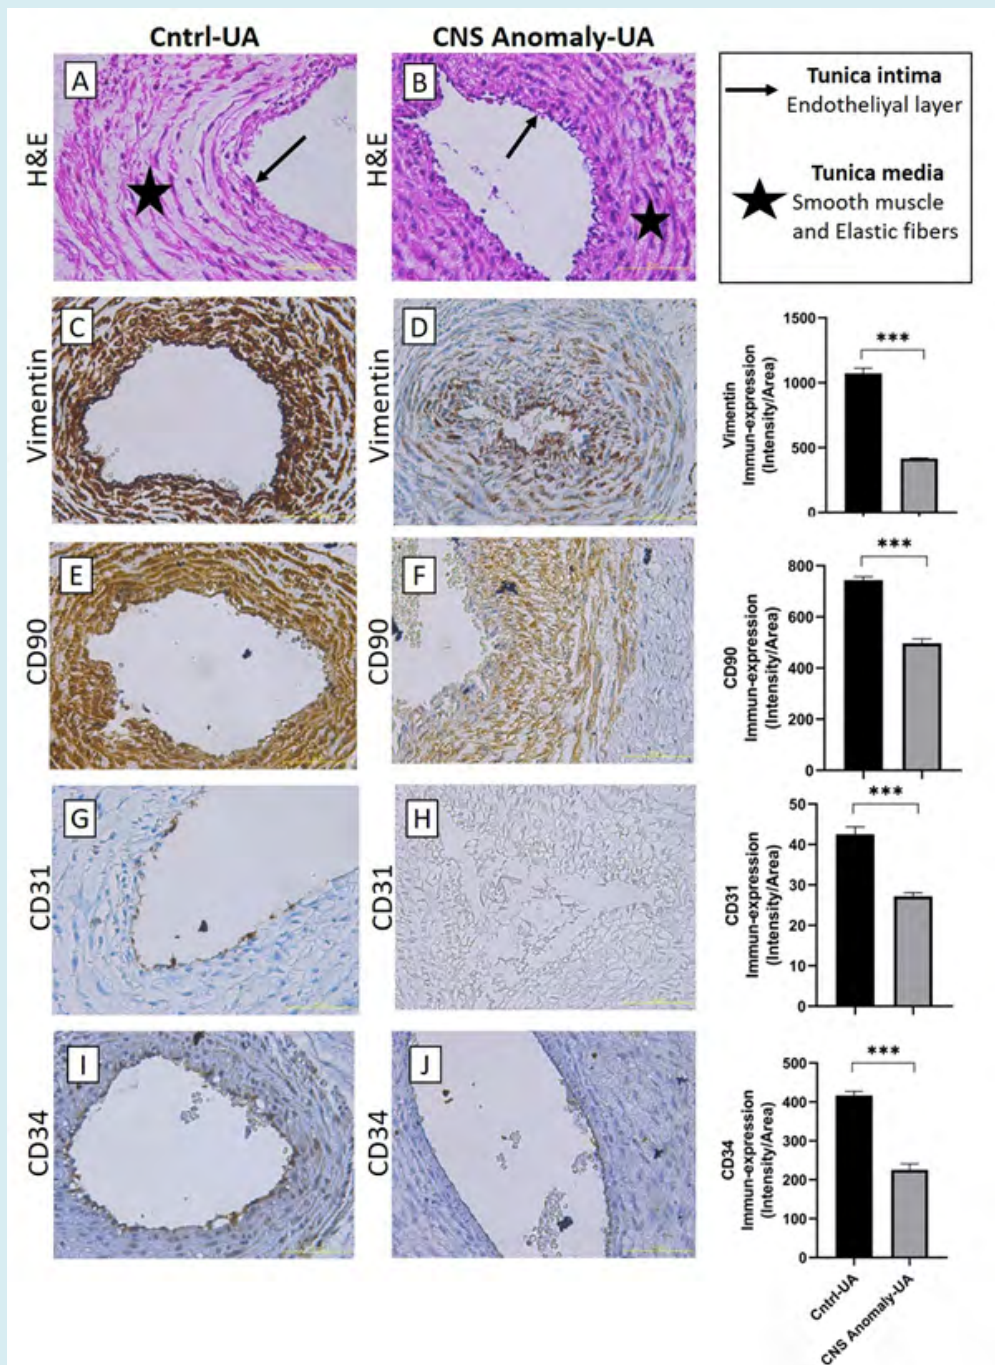 Cntrl-UA
CNS Anomaly-UA
A
B
H&E
H&E
Tunica intima
Endotheliyal layer
Tunica media
Smooth muscle
and Elastic fibers
C
D
Vimentin
Vimentin
Vimentin
Immun-expression
(Intensity/Area)
1500
1000
500
0
***
E
F
CD90
CD90
CD90
Immun-expression
(Intensity/Area)
800
600
400
200
0
***
G
H
CD31
CD31
CD31
Immun-expression
(Intensity/Area)
50
40
30
20
10
0
***
I
J
CD34
CD34
CD34
Immun-expression
(Intensity/Area)
500
400
300
200
100
0
***
Cntrl-UA
CNS Anomaly-UA